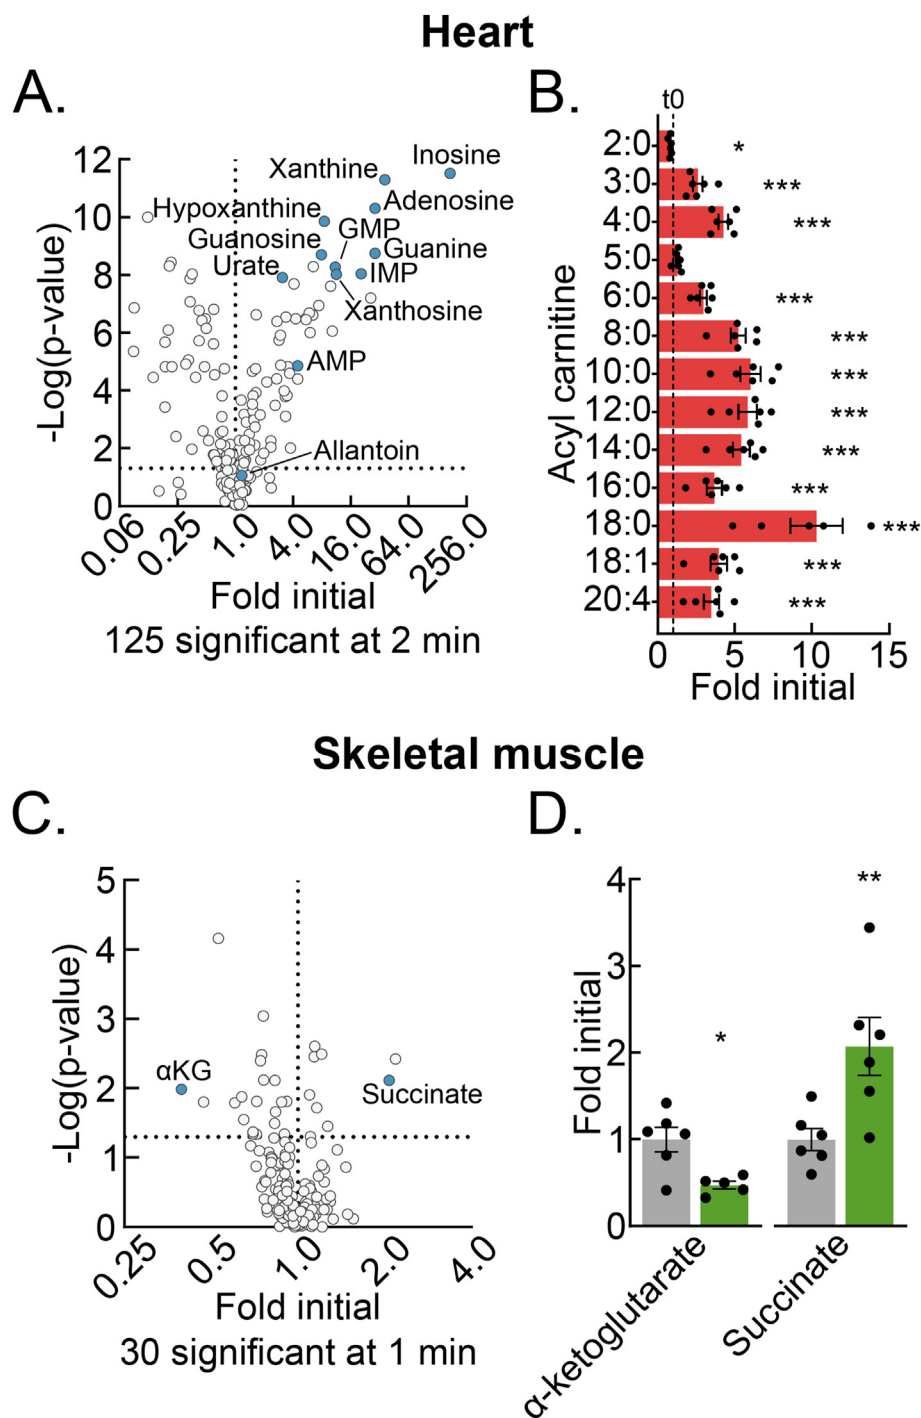 Heart
A.
12
10
8
6
4
2
0
-Log(p-value)
Xanthine
Inosine
Hypoxanthine
Adenosine
GMP
Guanosine
Guanine
Urate
IMP
Xanthosine
AMP
Allantoin
0.06
0.25
1.0
4.0
16.0
64.0
256.0
Fold initial
125 significant at 2 min
B.
t0
Acyl carnitine
2:0 *
3:0 ***
4:0 ***
5:0
6:0 ***
8:0 ***
10:0 ***
12:0 ***
14:0 ***
16:0 ***
18:0 ***
18:1 ***
20:4 ***
0 5 10 15
Fold initial
Skeletal muscle
C.
5
4
3
2
1
0
-Log(p-value)
αKG
Succinate
0.25
0.5
1.0
2.0
4.0
Fold initial
30 significant at 1 min
D.
4
3
2
1
0
Fold initial
*
**
α-ketoglutarate
Succinate